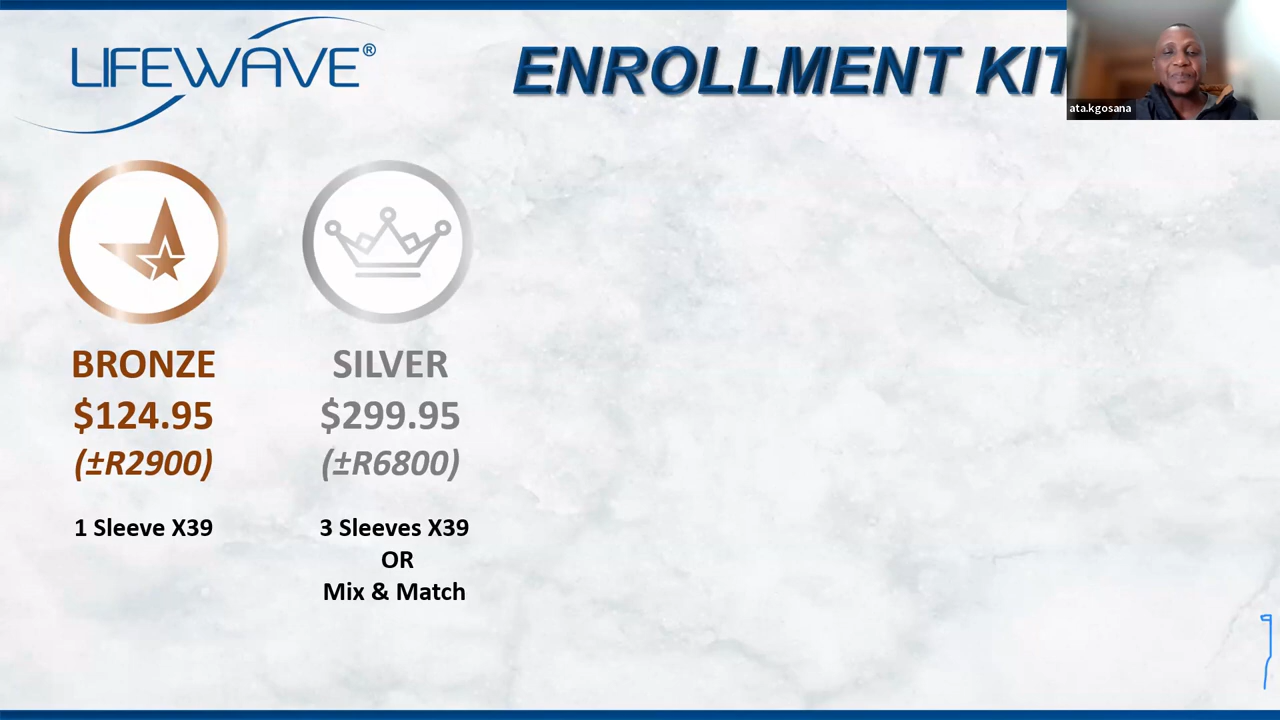 LIFEWAVE®
ENROLLMENT KIT
ata.kgosana
BRONZE
$124.95
(±R2900)
1 Sleeve X39
SILVER
$299.95
(±R6800)
3 Sleeves X39
OR
Mix & Match